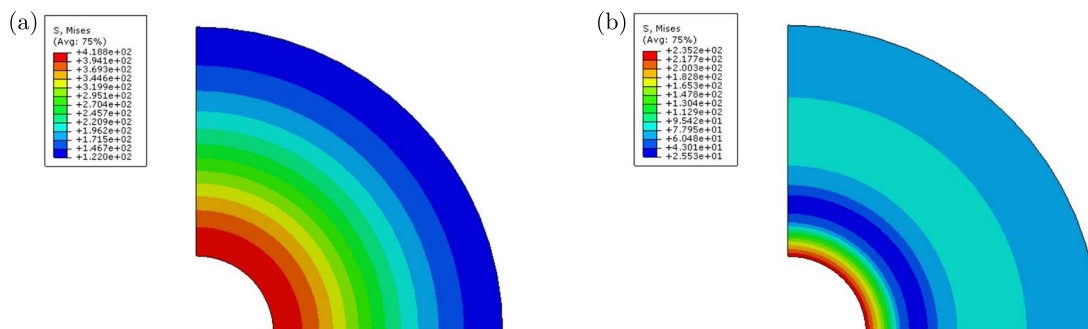 (a)
S, Mises
(Avg: 75%)
+4.188e+02
+3.941e+02
+3.693e+02
+3.446e+02
+3.199e+02
+2.951e+02
+2.704e+02
+2.457e+02
+2.209e+02
+1.962e+02
+1.715e+02
+1.467e+02
+1.220e+02
(b)
S, Mises
(Avg: 75%)
+2.352e+02
+2.177e+02
+2.003e+02
+1.828e+02
+1.653e+02
+1.478e+02
+1.304e+02
+1.129e+02
+9.542e+01
+7.795e+01
+6.048e+01
+4.301e+01
+2.553e+01